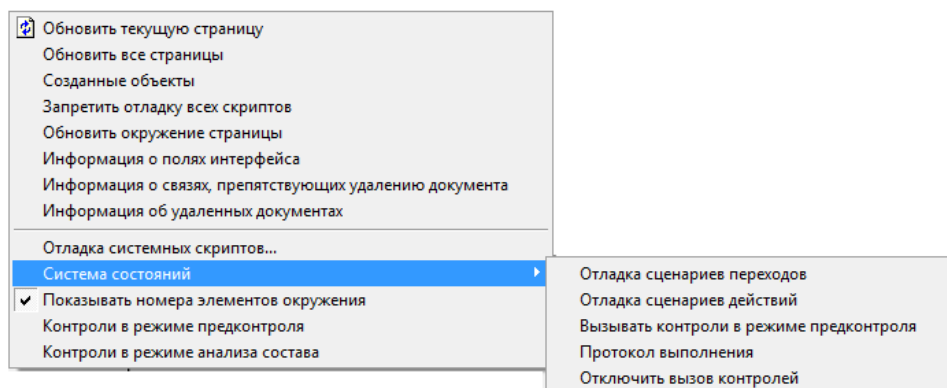 Обновить текущую страницу
Обновить все страницы
Созданные объекты
Запретить отладку всех скриптов
Обновить окружение страницы
Информация о полях интерфейса
Информация о связях, препятствующих удалению документа
Информация об удаленных документах
Отладка системных скриптов...
Система состояний
Показывать номера элементов окружения
Контроли в режиме предконтроля
Контроли в режиме анализа состава
Отладка сценариев переходов
Отладка сценариев действий
Вызывать контроли в режиме предконтроля
Протокол выполнения
Отключить вызов контролей